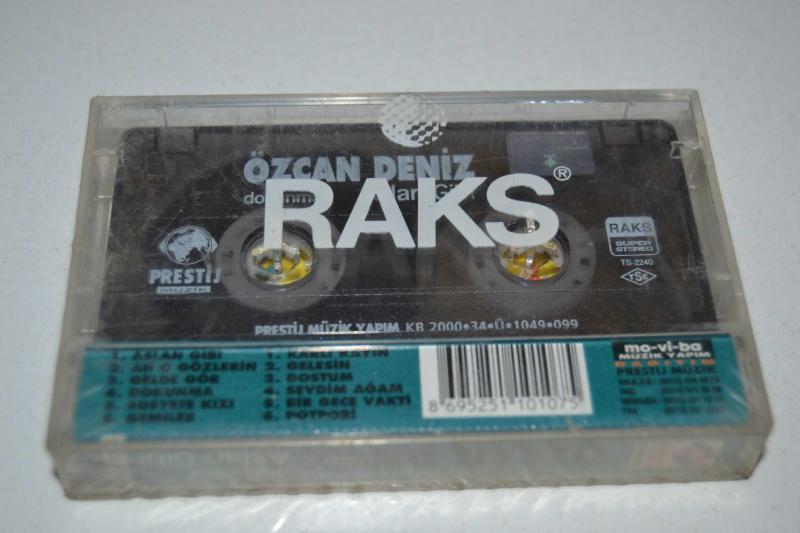 ÖZCAN DENİZ
RAKS®
PRESTİJ
MÜZİK
RAKS
SUPER
STEREO
TS-2240
TSE
PRESTİJ MÜZİK YAPIM KB 2000•34•Ü•1049•099
1. ASLAN GİBİ
2. AH O GÖZLERİN
3. GELDE GÖR
4. DOKUNMA
5. SOSYETE KIZI
6. GEMİLER
1. KARLI KAYIN
2. GELESİN
3. DOSTUM
4. SEVDİM AĞAM
5. BİR GECE VAKTİ
6. POTPORİ
8 695251 101075
mo-vi-ba
MÜZİK YAPIM
DAĞITIM
PRESTİJ MÜZİK